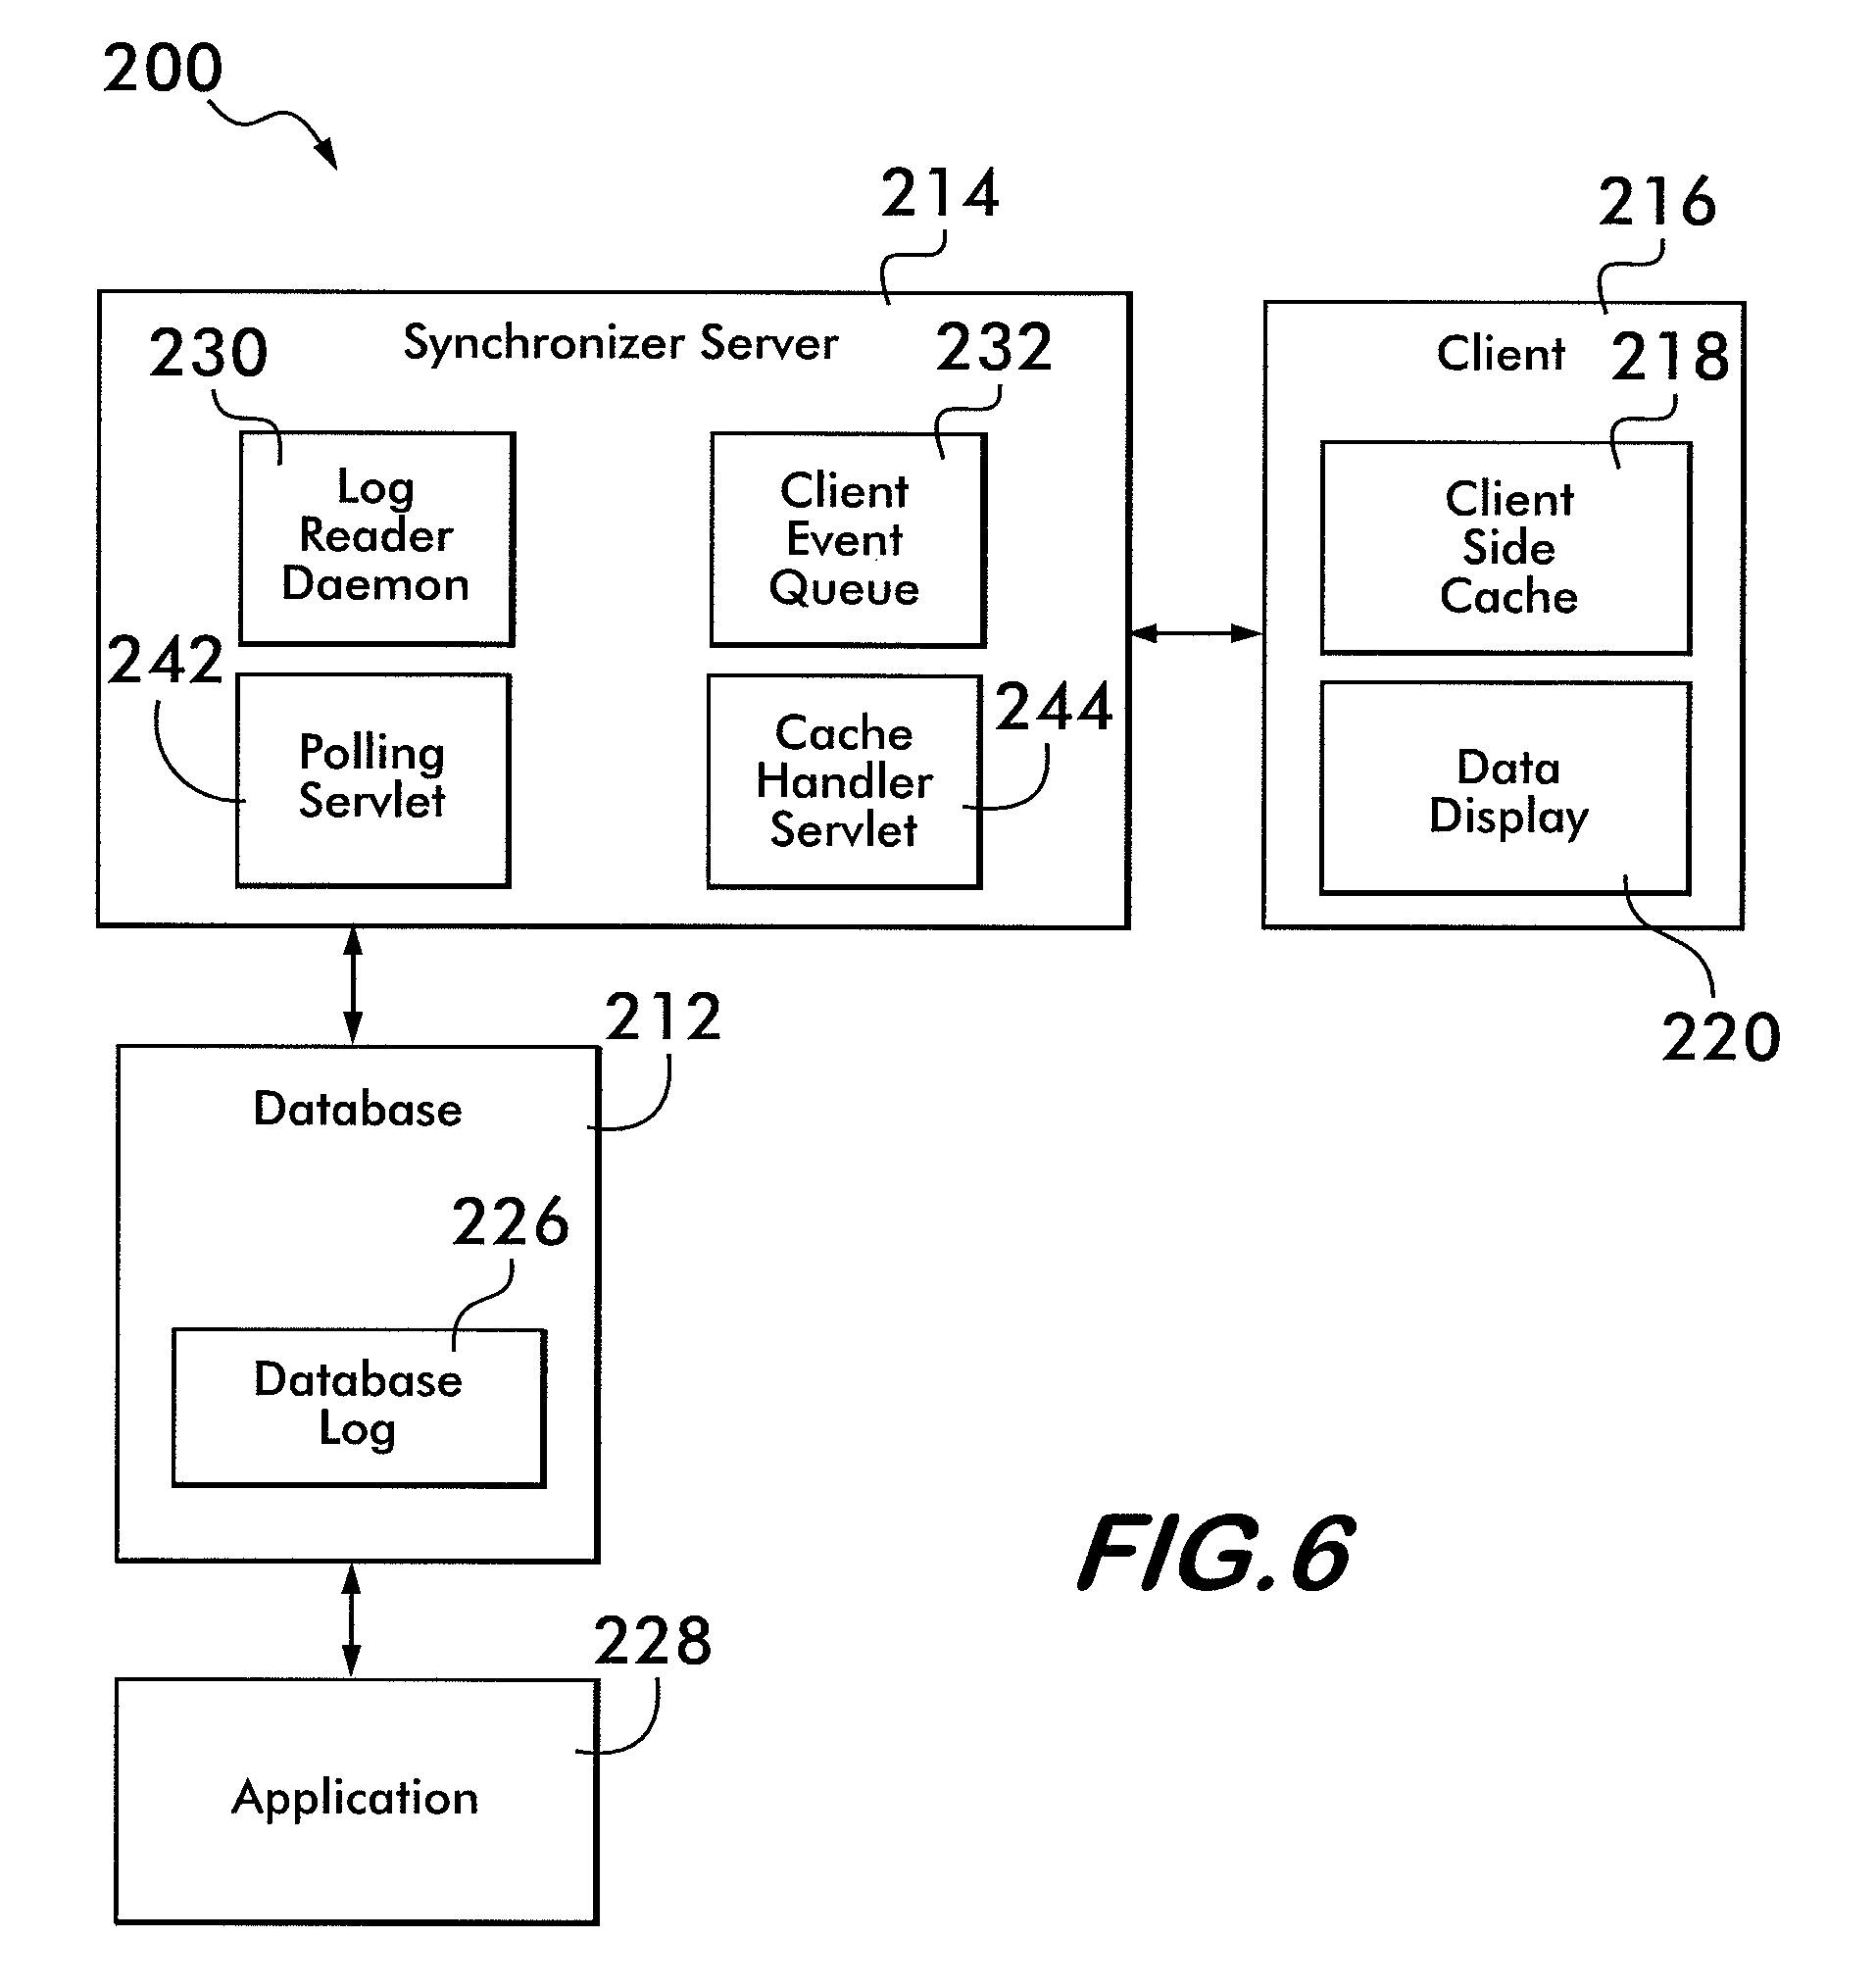 200
214
216
Synchronizer Server
230
232
Client
218
Log
Reader
Daemon
Client
Event
Queue
Client
Side
Cache
242
Polling
Servlet
Cache
Handler
Servlet
244
Data
Display
220
212
Database
226
Database
Log
FIG.6
228
Application